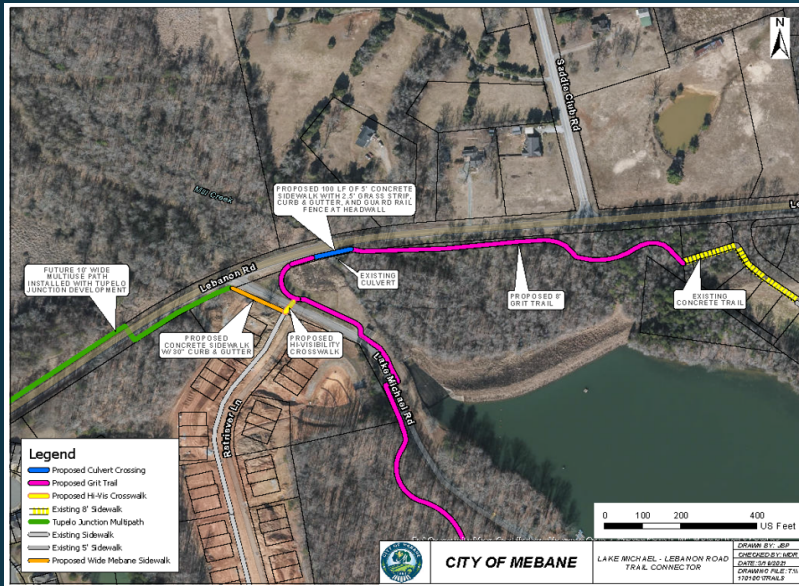 N
Saddle Club Rd
Mill Creek
PROPOSED 100 LF OF 5' CONCRETE
SIDEWALK WITH 2.5' GRASS STRIP,
CURB & GUTTER, AND GUARD RAIL
FENCE AT HEADWALL
FUTURE 10' WIDE
MULTIUSE PATH
INSTALLED WITH TUPELO
JUNCTION DEVELOPMENT
Lebanon Rd
EXISTING
CULVERT
PROPOSED 8'
GRIT TRAIL
EXISTING
CONCRETE TRAIL
PROPOSED
CONCRETE SIDEWALK
W/30" CURB & GUTTER
PROPOSED
HI-VISIBILITY
CROSSWALK
Lake Michael Rd
Retriever Ln
Legend
Proposed Culvert Crossing
Proposed Grit Trail
Proposed Hi-Vis Crosswalk
Existing 8' Sidewalk
Tupelo Junction Multipath
Existing Sidewalk
Existing 5' Sidewalk
Proposed Wide Mebane Sidewalk
0 100 200 400
US Feet
CITY OF MEBANE
LAKE MICHAEL - LEBANON ROAD
TRAIL CONNECTOR
DRAWN BY: JBP
CHECKED BY: MDR
DRAWING FILE: T:\\